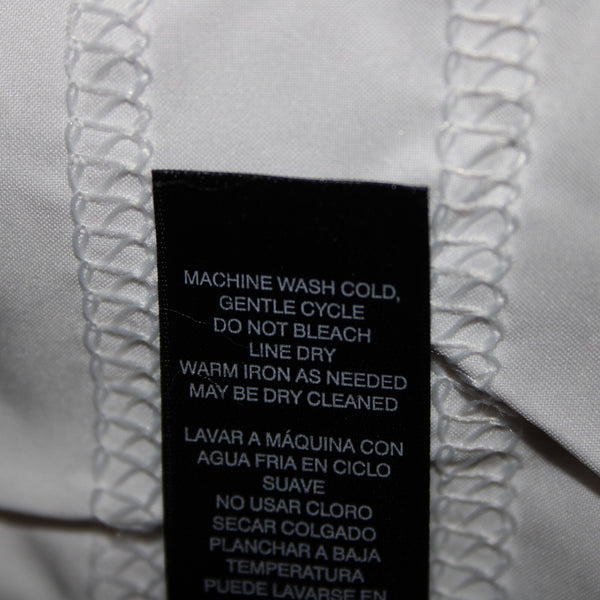 MACHINE WASH COLD,
GENTLE CYCLE
DO NOT BLEACH
LINE DRY
WARM IRON AS NEEDED
MAY BE DRY CLEANED
LAVAR A MÁQUINA CON
AGUA FRIA EN CICLO
SUAVE
NO USAR CLORO
SECAR COLGADO
PLANCHAR A BAJA
TEMPERATURA
PUEDE LAVARSE EN